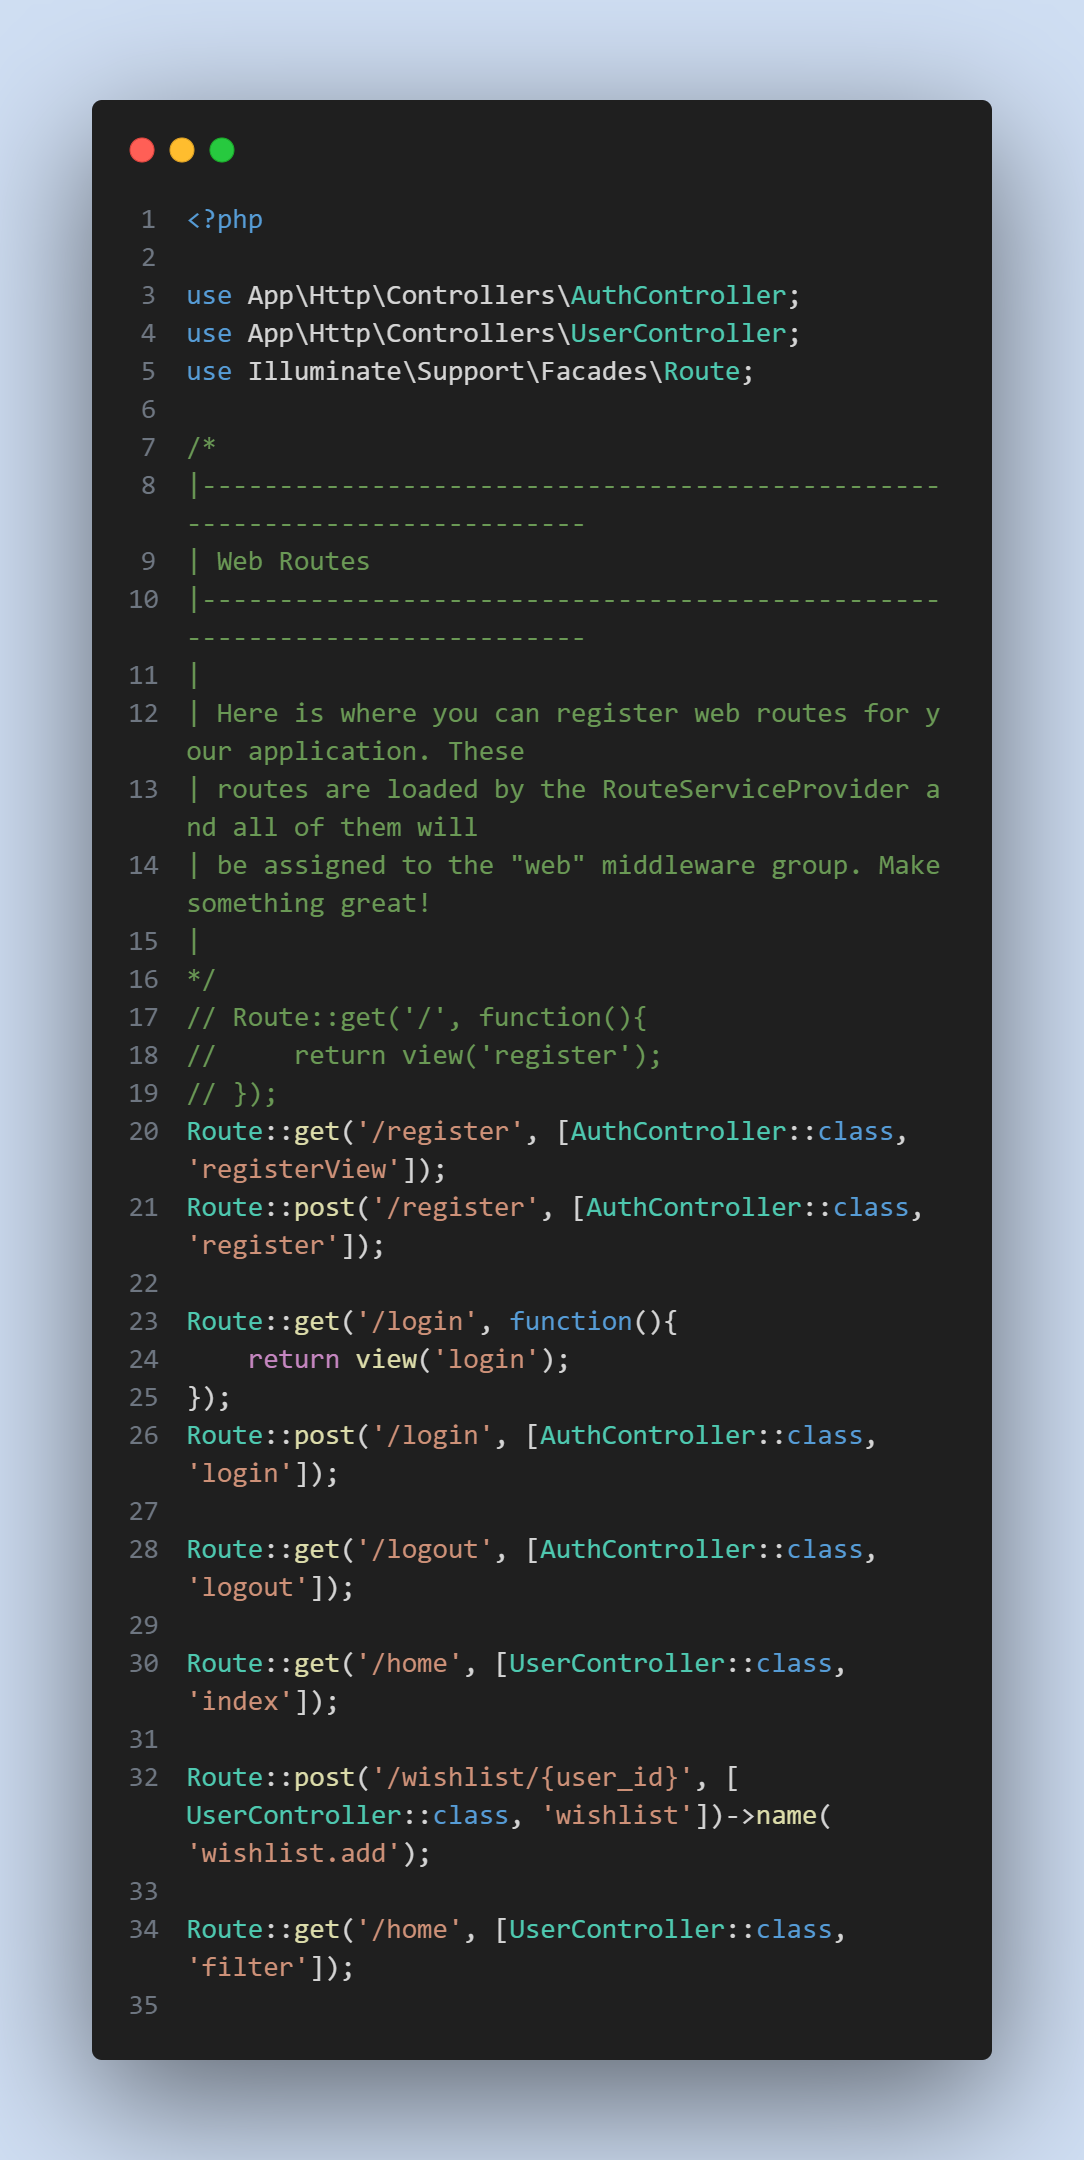 1 <?php
2
3 use App\Http\Controllers\AuthController;
4 use App\Http\Controllers\UserController;
5 use Illuminate\Support\Facades\Route;
6
7 /*
8 |------------------------------------------------
--------------------------
9 | Web Routes
10 |------------------------------------------------
--------------------------
11 |
12 | Here is where you can register web routes for y
our application. These
13 | routes are loaded by the RouteServiceProvider a
nd all of them will
14 | be assigned to the "web" middleware group. Make
something great!
15 |
16 */
17 // Route::get('/', function(){
18 //     return view('register');
19 // });
20 Route::get('/register', [AuthController::class,
'registerView']);
21 Route::post('/register', [AuthController::class,
'register']);
22
23 Route::get('/login', function(){
24     return view('login');
25 });
26 Route::post('/login', [AuthController::class,
'login']);
27
28 Route::get('/logout', [AuthController::class,
'logout']);
29
30 Route::get('/home', [UserController::class,
'index']);
31
32 Route::post('/wishlist/{user_id}', [
UserController::class, 'wishlist'])->name(
'wishlist.add');
33
34 Route::get('/home', [UserController::class,
'filter']);
35